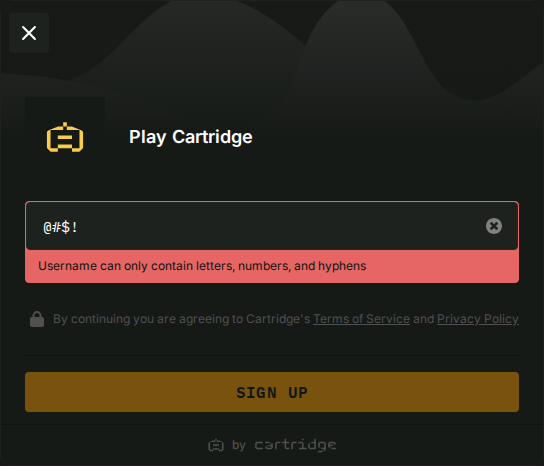 Play Cartridge
@#$!
Username can only contain letters, numbers, and hyphens
By continuing you are agreeing to Cartridge's Terms of Service and Privacy Policy
SIGN UP
by cartridge